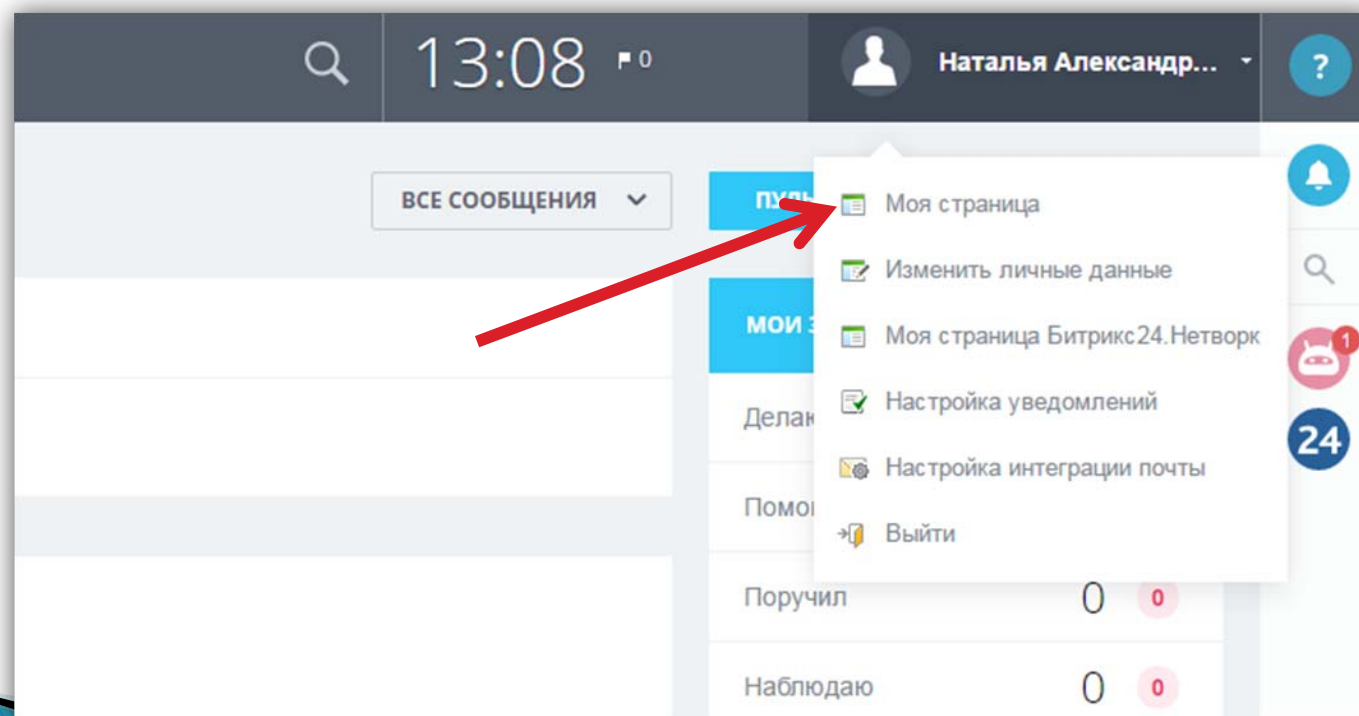 13:08 0
Наталья Александр...
?
ВСЕ СООБЩЕНИЯ
Моя страница
Изменить личные данные
МОИ
Моя страница Битрикс24.Нетворк
1
Настройка уведомлений
24
Настройка интеграции почты
Выйти
Поручил 0 0
Наблюдаю 0 0